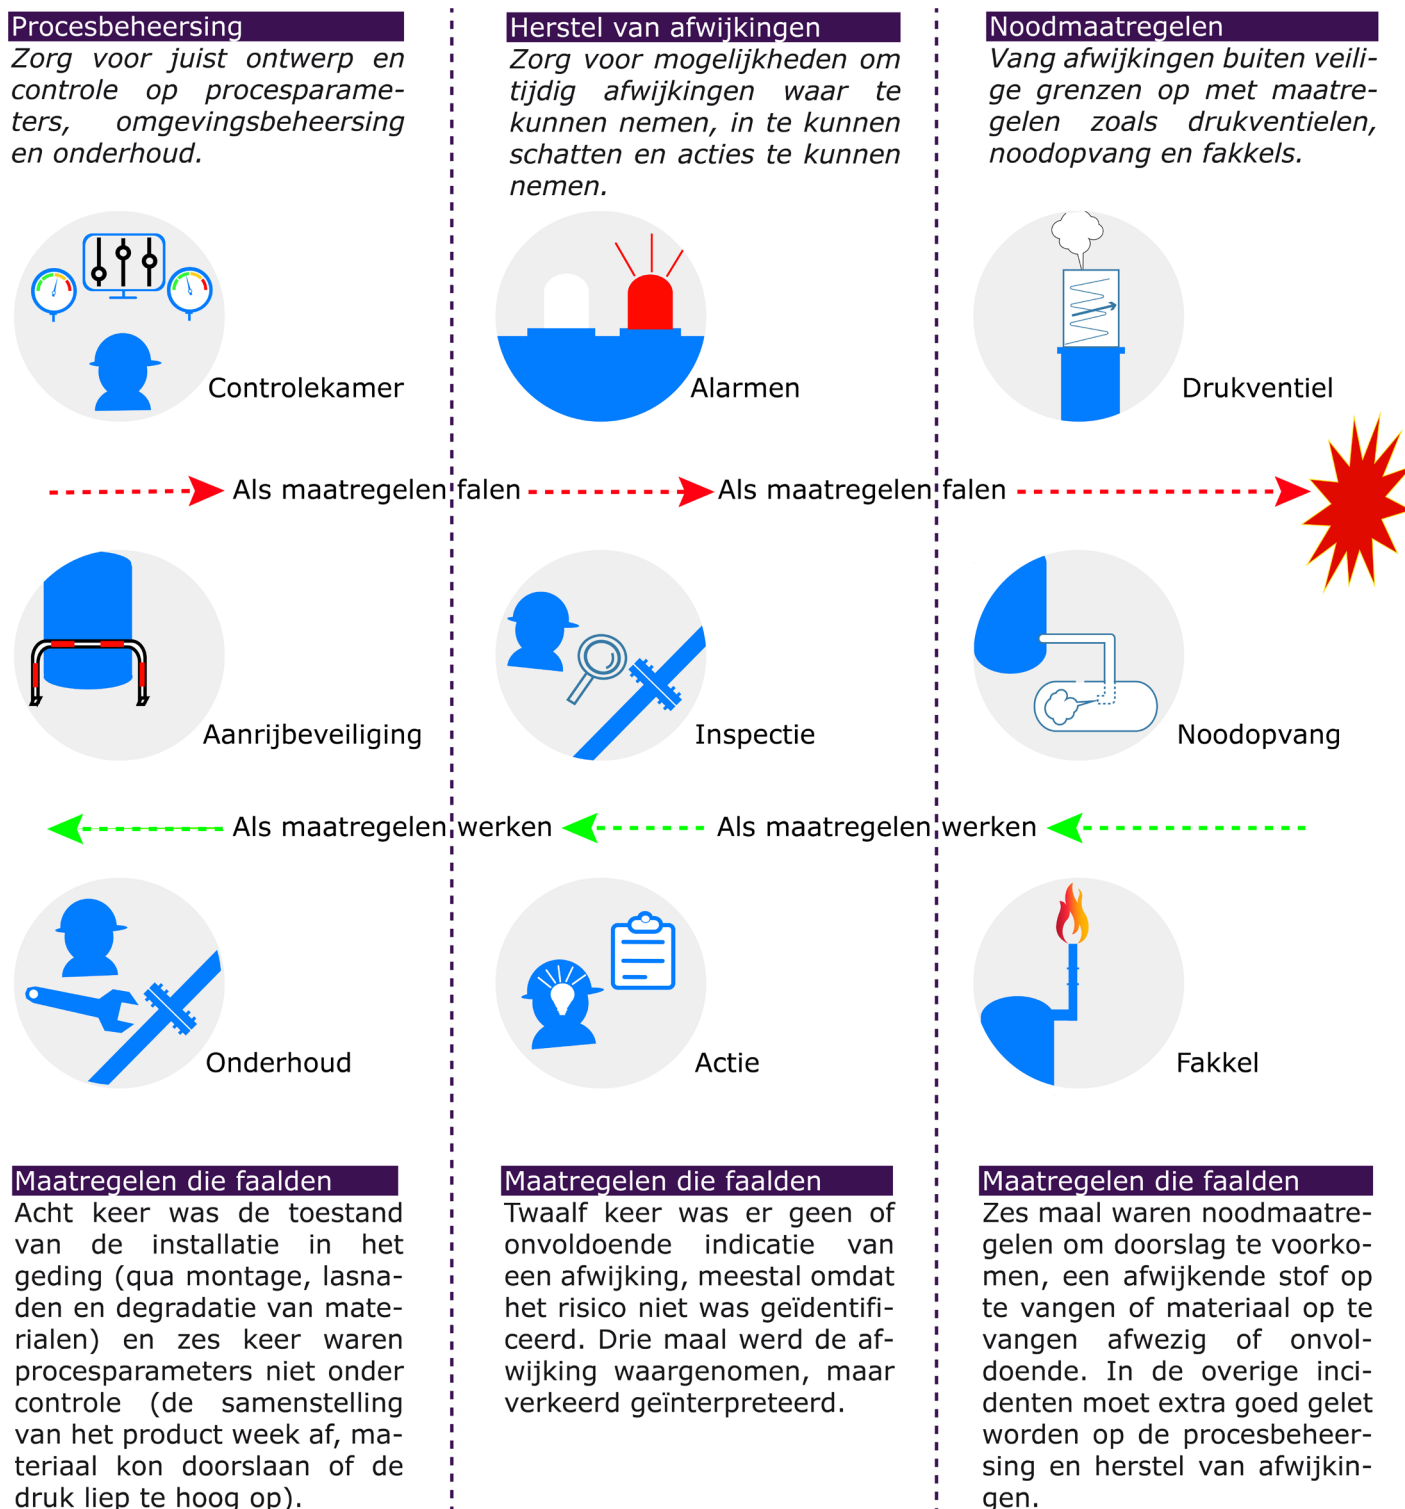 Procesbeheersing
Zorg voor juist ontwerp en
controle op procesparame-
ters, omgevingsbeheersing
en onderhoud.
Controlekamer
Herstel van afwijkingen
Zorg voor mogelijkheden om
tijdig afwijkingen waar te
kunnen nemen, in te kunnen
schatten en acties te kunnen
nemen.
Alarmen
Noodmaatregelen
Vang afwijkingen buiten veili-
ge grenzen op met maatre-
gelen zoals drukventielen,
noodopvang en fakkels.
Drukventiel
Als maatregelen falen
Als maatregelen falen
Aanrijbeveiliging
Inspectie
Noodopvang
Als maatregelen werken
Als maatregelen werken
Onderhoud
Actie
Fakkel
Maatregelen die faalden
Acht keer was de toestand
van de installatie in het
geding (qua montage, lasna-
den en degradatie van mate-
rialen) en zes keer waren
procesparameters niet onder
controle (de samenstelling
van het product week af, ma-
teriaal kon doorslaan of de
druk liep te hoog op).
Maatregelen die faalden
Twaalf keer was er geen of
onvoldoende indicatie van
een afwijking, meestal omdat
het risico niet was geïdentifi-
ceerd. Drie maal werd de af-
wijking waargenomen, maar
verkeerd geïnterpreteerd.
Maatregelen die faalden
Zes maal waren noodmaatre-
gelen om doorslag te voorko-
men, een afwijkende stof op
te vangen of materiaal op te
vangen afwezig of onvol-
doende. In de overige inci-
denten moet extra goed gelet
worden op de procesbeheer-
sing en herstel van afwijkin-
gen.